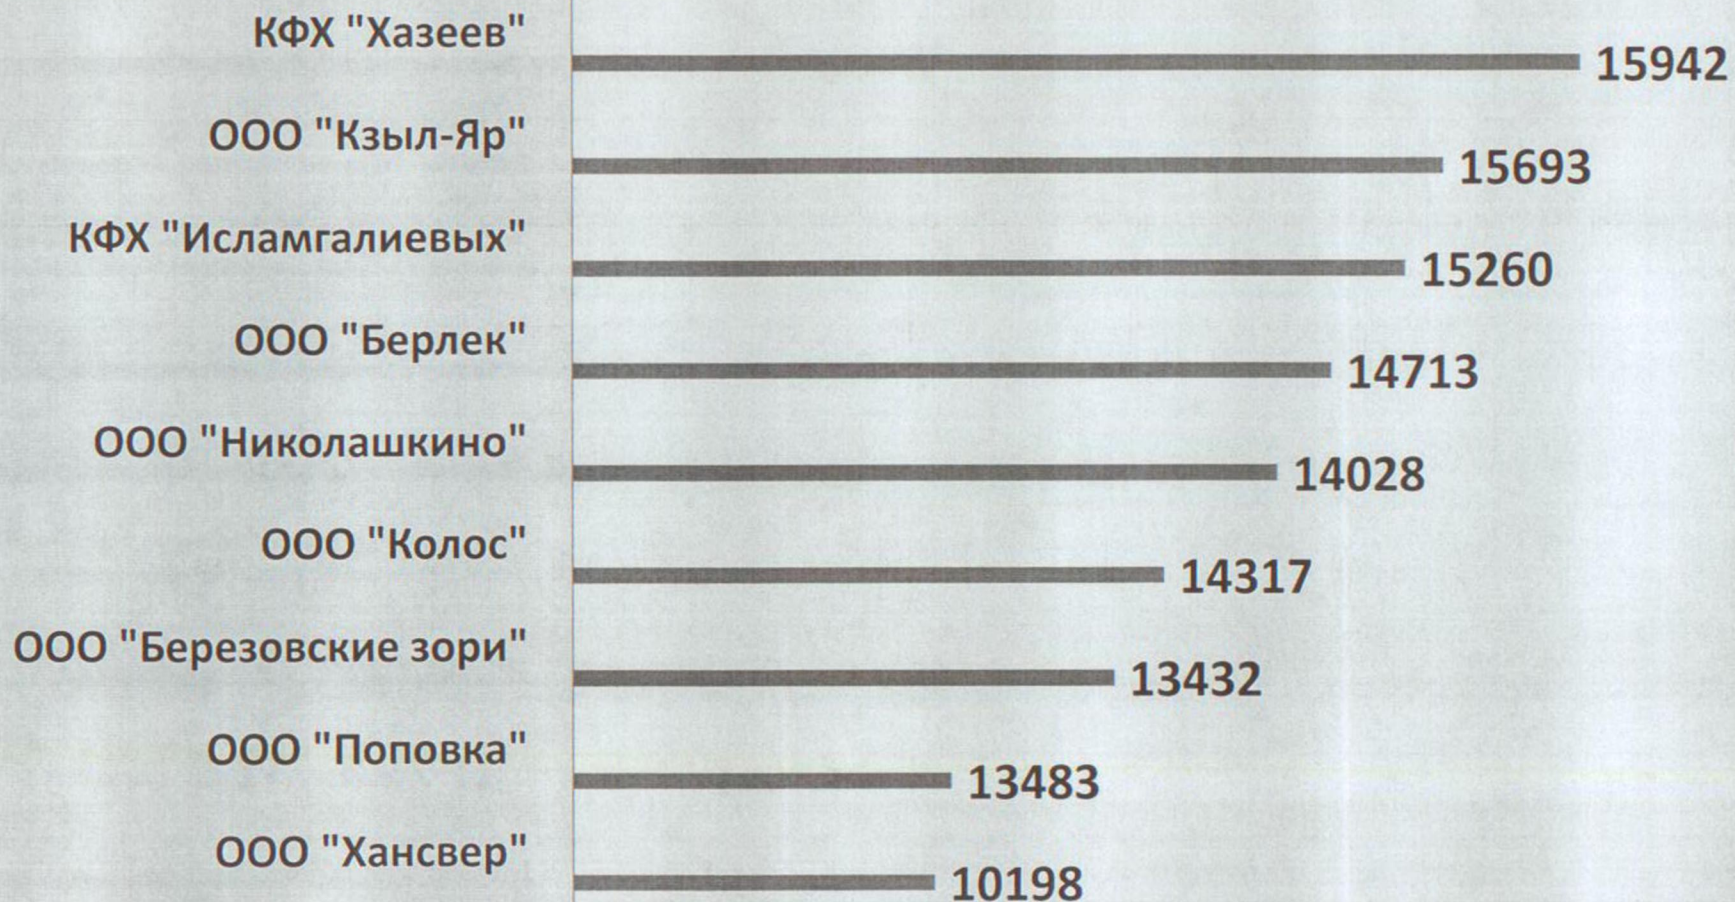 КФХ "Хазеев"
15942
ООО "Кзыл-Яр"
15693
КФХ "Исламгалиевых"
15260
ООО "Берлек"
14713
ООО "Николашкино"
14028
ООО "Колос"
14317
ООО "Березовские зори"
13432
ООО "Поповка"
13483
ООО "Хансвер"
10198